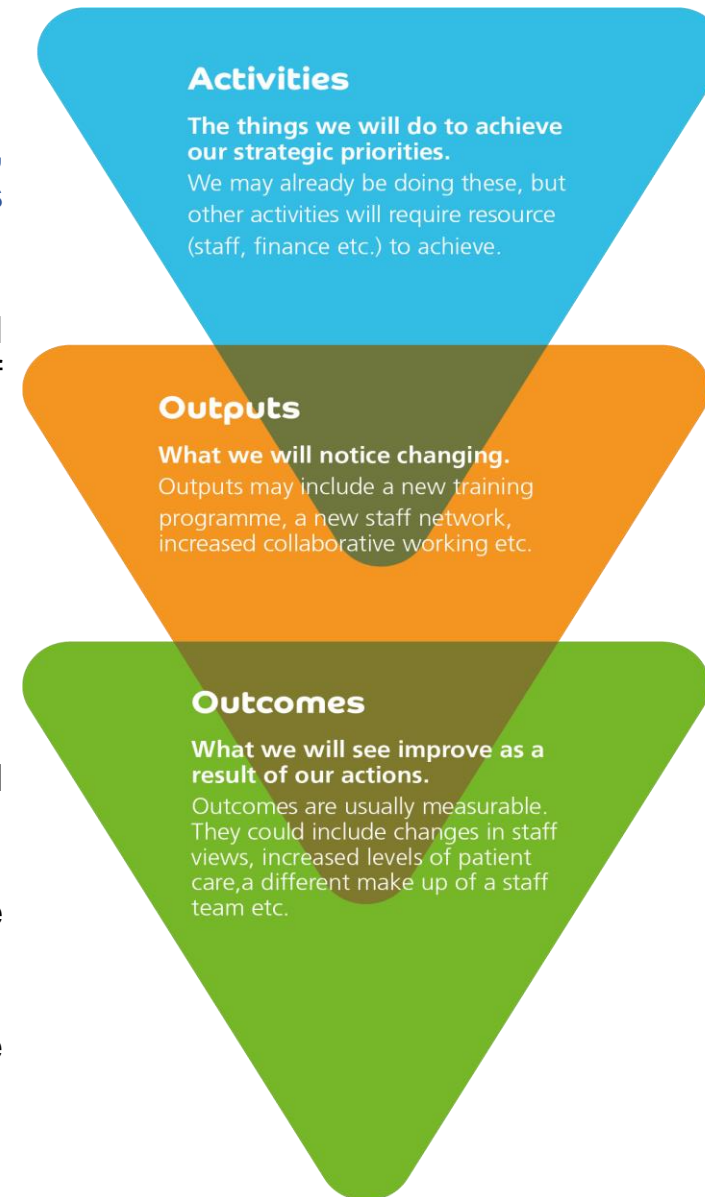 Activities
The things we will do to achieve
our strategic priorities.
We may already be doing these, but
other activities will require resource
(staff, finance etc.) to achieve.
Outputs
What we will notice changing.
Outputs may include a new training
programme, a new staff network,
increased collaborative working etc.
Outcomes
What we will see improve as a
result of our actions.
Outcomes are usually measurable.
They could include changes in staff
views, increased levels of patient
care,a different make up of a staff
team etc.